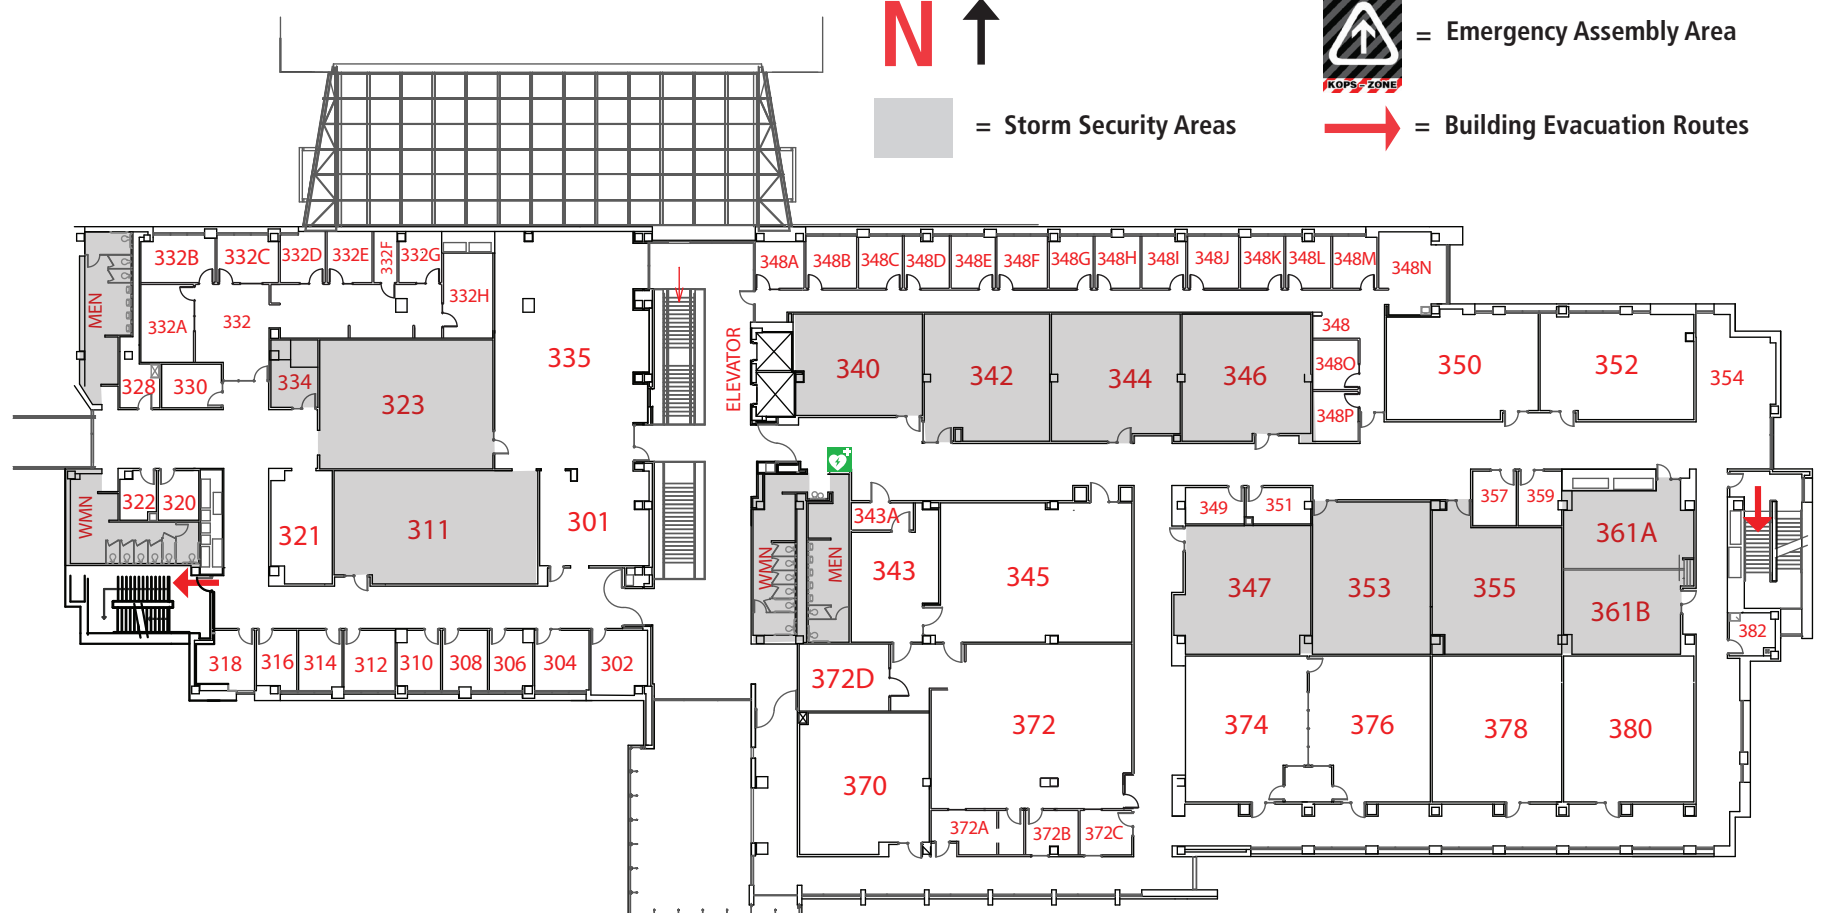 N
= Emergency Assembly Area
KOPS - ZONE
= Storm Security Areas
= Building Evacuation Routes
332B
332C
332D
332E
332F
332G
348A
348B
348C
348D
348E
348F
348G
348H
348I
348J
348K
348L
348M
348N
MEN
332A
332
332H
335
ELEVATOR
340
342
344
346
348
348O
348P
350
352
354
328
330
334
323
WMN
322
320
321
311
301
343A
WMN
MEN
343
345
349
351
357
359
347
353
355
361A
361B
382
318
316
314
312
310
308
306
304
302
372D
372
370
374
376
378
380
372A
372B
372C